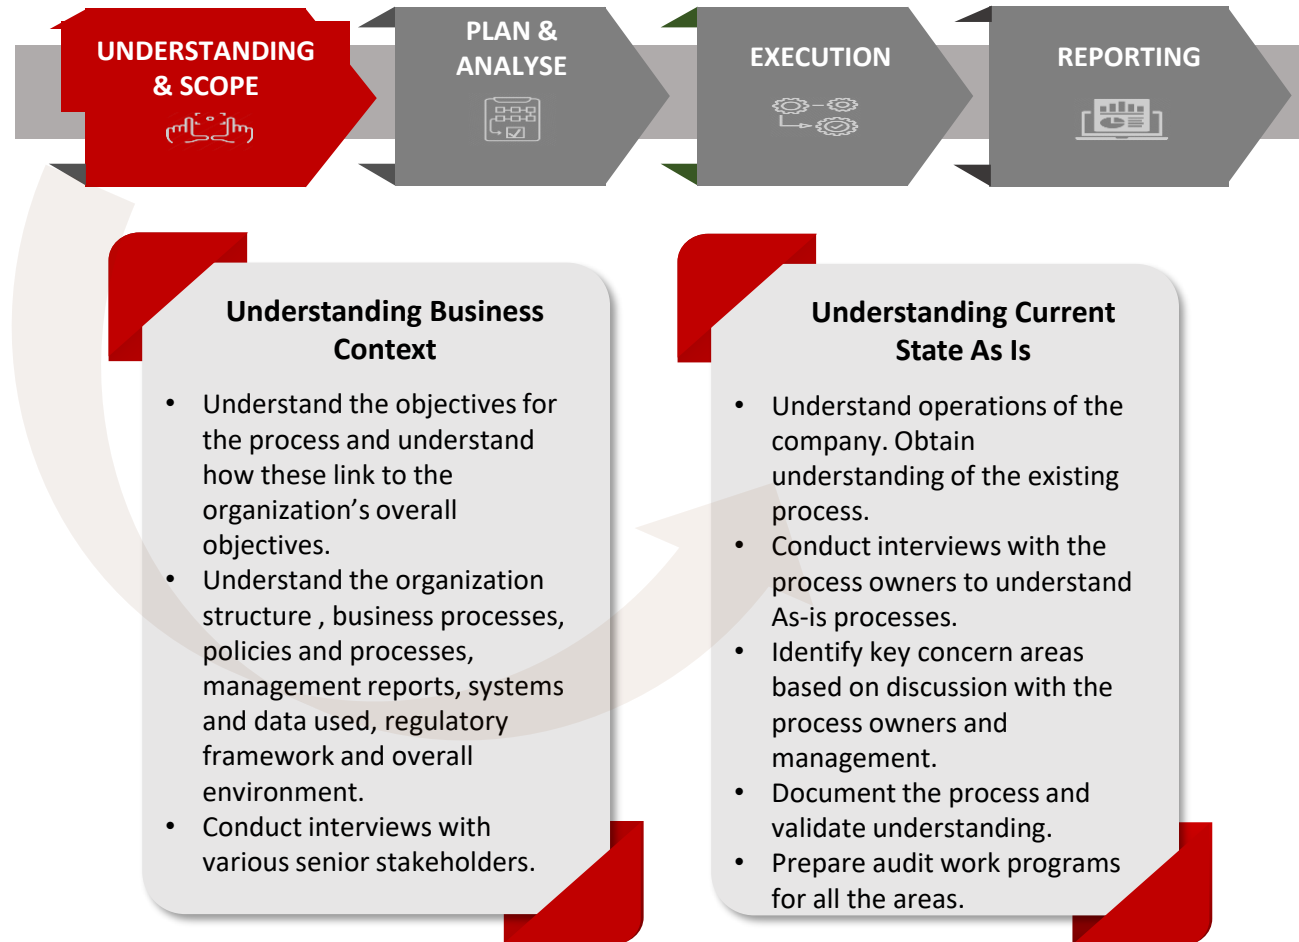 UNDERSTANDING
& SCOPE
PLAN &
ANALYSE
EXECUTION
REPORTING
Understanding Business
Context
• Understand the objectives for
the process and understand
how these link to the
organization’s overall
objectives.
• Understand the organization
structure , business processes,
policies and processes,
management reports, systems
and data used, regulatory
framework and overall
environment.
• Conduct interviews with
various senior stakeholders.
Understanding Current
State As Is
• Understand operations of the
company. Obtain
understanding of the existing
process.
• Conduct interviews with the
process owners to understand
As-is processes.
• Identify key concern areas
based on discussion with the
process owners and
management.
• Document the process and
validate understanding.
• Prepare audit work programs
for all the areas.